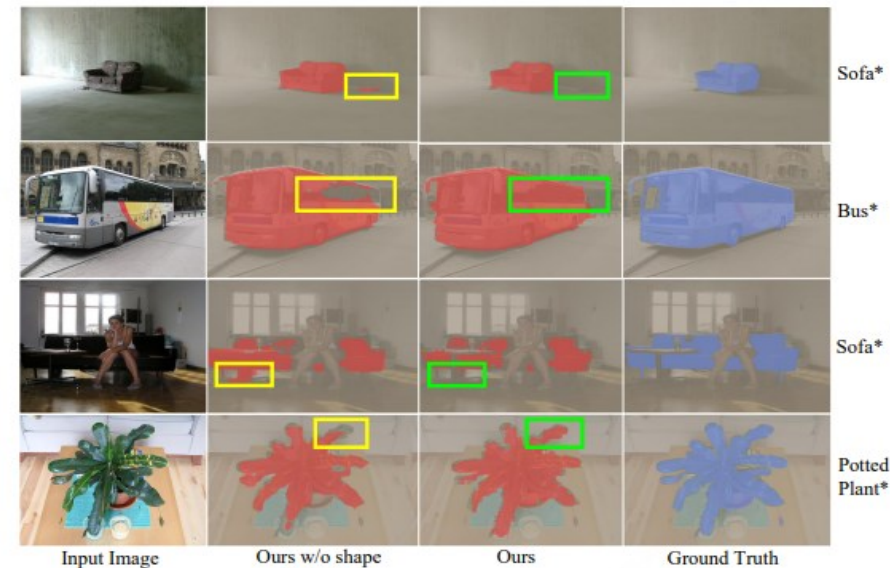 Sofa*
Bus*
Sofa*
Potted
Plant*
Input Image
Ours w/o shape
Ours
Ground Truth